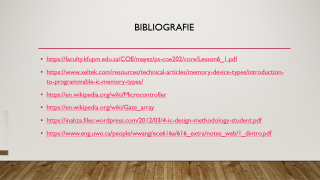 BIBLIOGRAFIE
• https://faculty.kfupm.edu.sa/COE/mayez/ps-coe202/core/Lesson6_1.pdf
• https://www.xeltek.com/resources/technical-articles/memory-device-types/introduction-
to-programmable-ic-memory-types/
• https://en.wikipedia.org/wiki/Microcontroller
• https://en.wikipedia.org/wiki/Gate_array
• https://inahza.files.wordpress.com/2012/03/4-ic-design-methodology-student.pdf
• https://www.eng.uwo.ca/people/wwang/ece616a/616_extra/notes_web/1_dintro.pdf